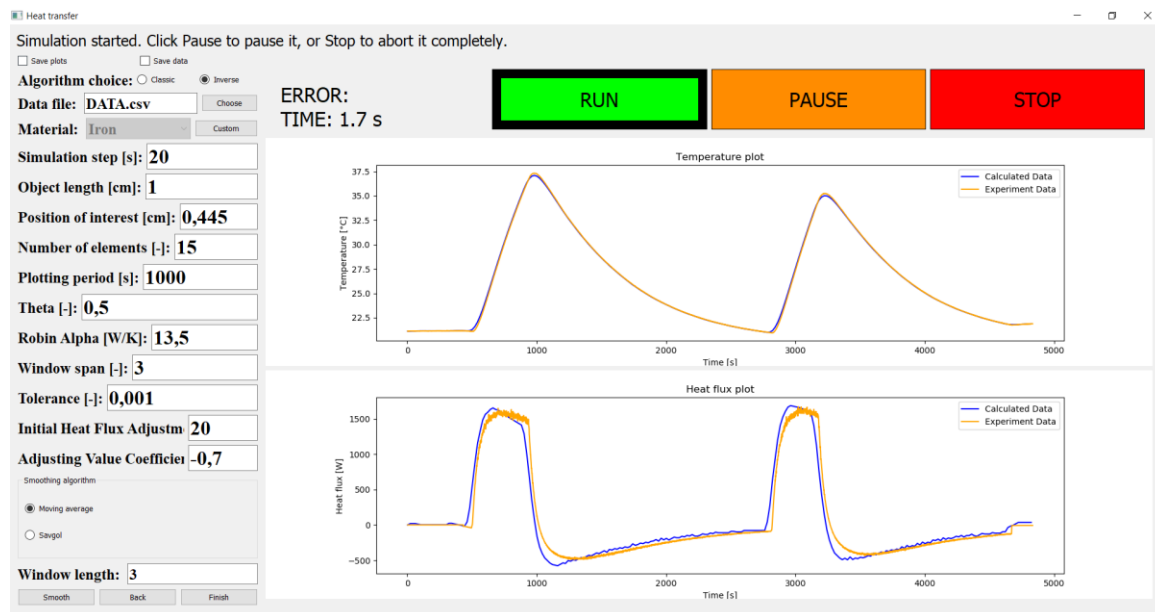 Heat transfer
Simulation started. Click Pause to pause it, or Stop to abort it completely.
Save plots
Save data
Algorithm choice: Classic Inverse
Data file: DATA.csv Choose
Material: Iron Custom
Simulation step [s]: 20
Object length [cm]: 1
Position of interest [cm]: 0,445
Number of elements [-]: 15
Plotting period [s]: 1000
Theta [-]: 0,5
Robin Alpha [W/K]: 13,5
Window span [-]: 3
Tolerance [-]: 0,001
Initial Heat Flux Adjustm 20
Adjusting Value Coefficier -0,7
Smoothing algorithm
Moving average
Savgol
Window length: 3
Smooth Back Finish
ERROR:
TIME: 1.7 s
RUN
PAUSE
STOP
Temperature plot
Calculated Data
Experiment Data
Temperature [°C]
37.5
35.0
32.5
30.0
27.5
25.0
22.5
0 1000 2000 3000 4000 5000
Time [s]
Heat flux plot
Calculated Data
Experiment Data
Heat flux [W]
1500
1000
500
0
−500
0 1000 2000 3000 4000 5000
Time [s]